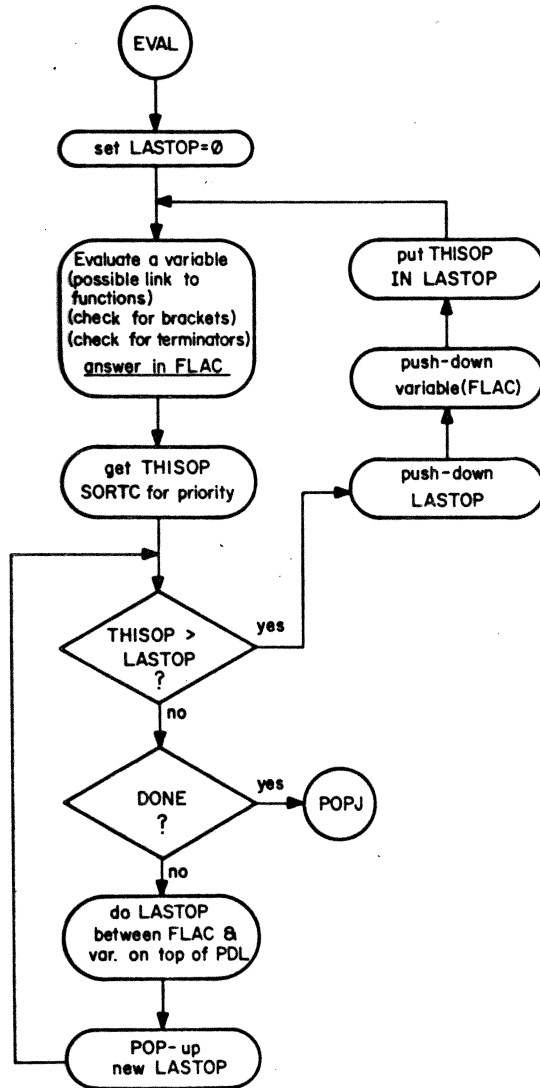 EVAL
set LASTOP=0
Evaluate a variable
(possible link to
functions)
(check for brackets)
(check for terminators)
answer in FLAC
get THISOP
SORTC for priority
THISOP >
LASTOP
?
yes
no
DONE
?
yes
POPJ
no
do LASTOP
between FLAC &
var. on top of PDL
POP-up
new LASTOP
put THISOP
IN LASTOP
push-down
variable(FLAC)
push-down
LASTOP